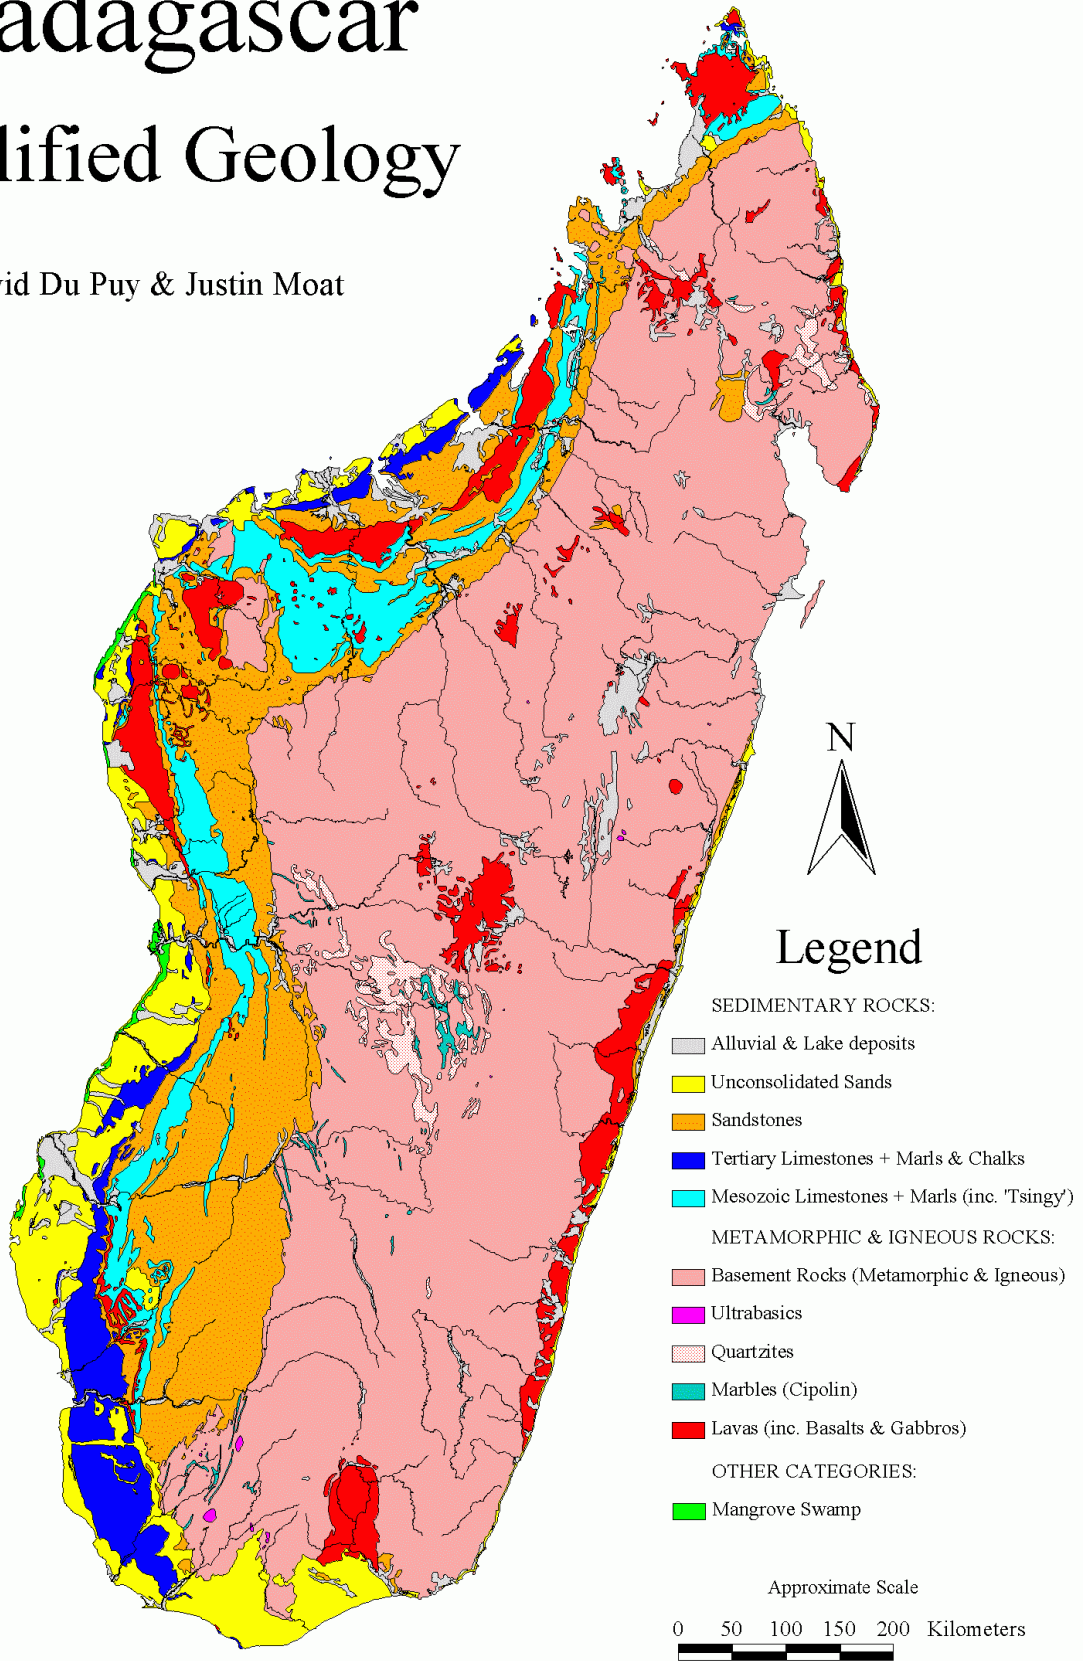 adagascar
lified Geology
vid Du Puy & Justin Moat
N
Legend
SEDIMENTARY ROCKS:
Alluvial & Lake deposits
Unconsolidated Sands
Sandstones
Tertiary Limestones + Marls & Chalks
Mesozoic Limestones + Marls (inc. 'Tsingy')
METAMORPHIC & IGNEOUS ROCKS:
Basement Rocks (Metamorphic & Igneous)
Ultrabasics
Quartzites
Marbles (Cipolin)
Lavas (inc. Basalts & Gabbros)
OTHER CATEGORIES:
Mangrove Swamp
Approximate Scale
0 50 100 150 200 Kilometers